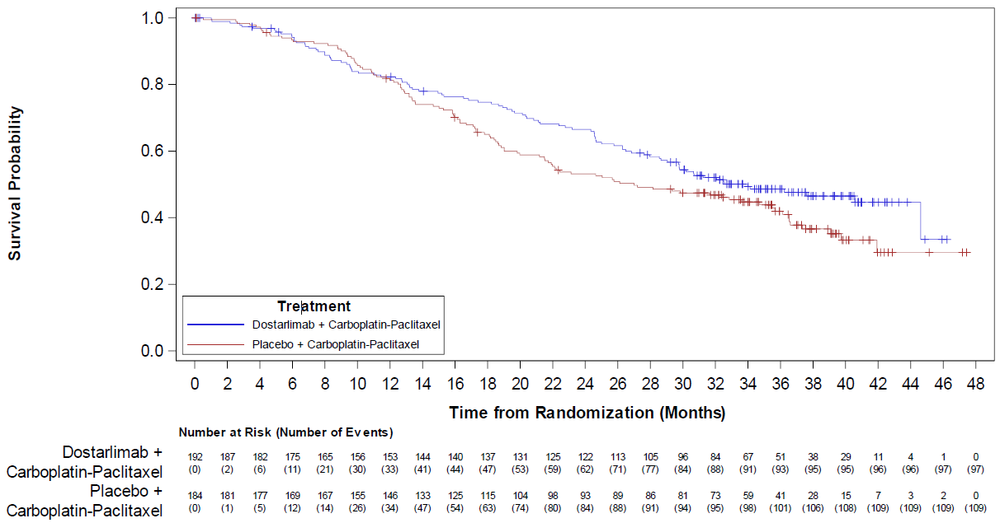 1.0
0.8
0.6
0.4
0.2
0.0
Survival Probability
Treatment
Dostarlimab + Carboplatin-Paclitaxel
Placebo + Carboplatin-Paclitaxel
0 2 4 6 8 10 12 14 16 18 20 22 24 26 28 30 32 34 36 38 40 42 44 46 48
Time from Randomization (Months)
Number at Risk (Number of Events)
Dostarlimab + 192 187 182 175 165 156 153 144 140 137 131 125 122 113 105 96 84 67 51 38 29 11 4 1 0
Carboplatin-Paclitaxel (0) (2) (6) (11) (21) (30) (33) (41) (44) (47) (53) (59) (62) (71) (77) (84) (88) (91) (93) (95) (95) (96) (96) (97) (97)
Placebo + 184 181 177 169 167 155 146 133 125 115 104 98 93 89 86 81 73 59 41 28 15 7 3 2 0
Carboplatin-Paclitaxel (0) (1) (5) (12) (14) (26) (34) (47) (54) (63) (74) (80) (84) (88) (91) (94) (95) (98) (101) (106) (108) (109) (109) (109) (109)